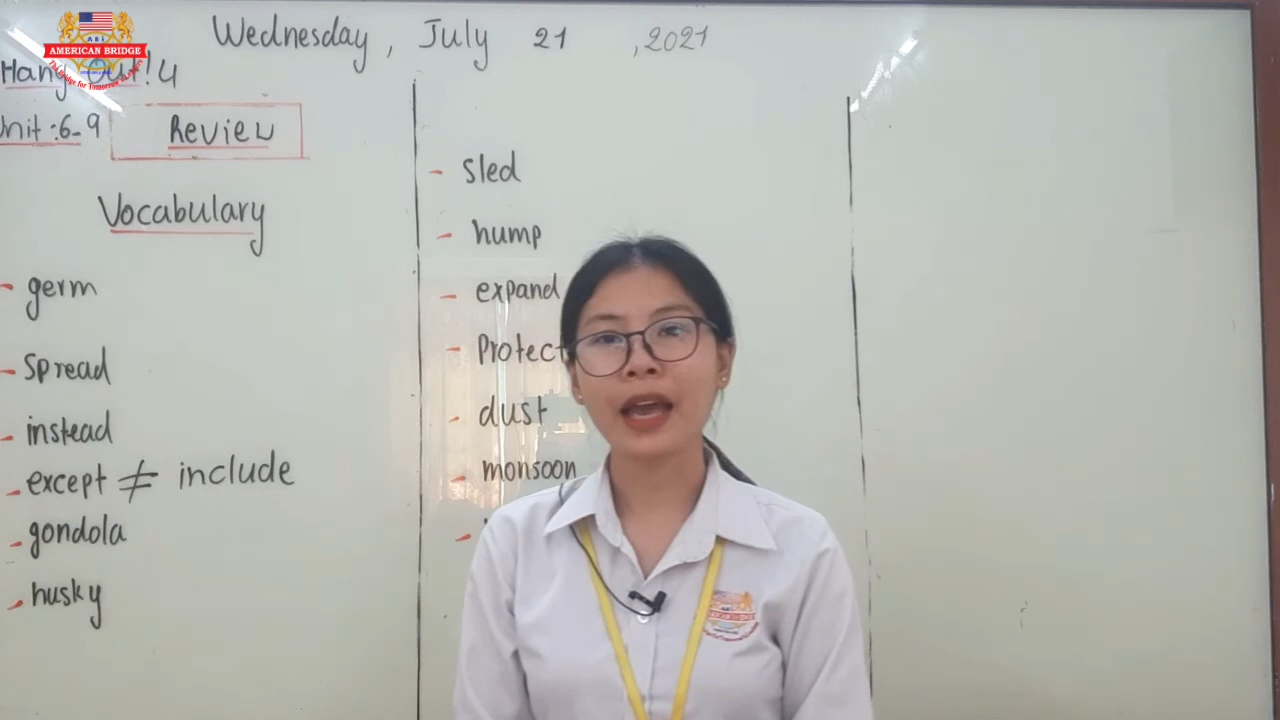 AMERICAN BRIDGE
Wednesday, July 21, 2021
Hang Out! 4
Unit: 6-9
Review
Vocabulary
- germ
- spread
- instead
- except ≠ include
- gondola
- husky
- sled
- hump
- expand
- Protect
- dust
- monsoon